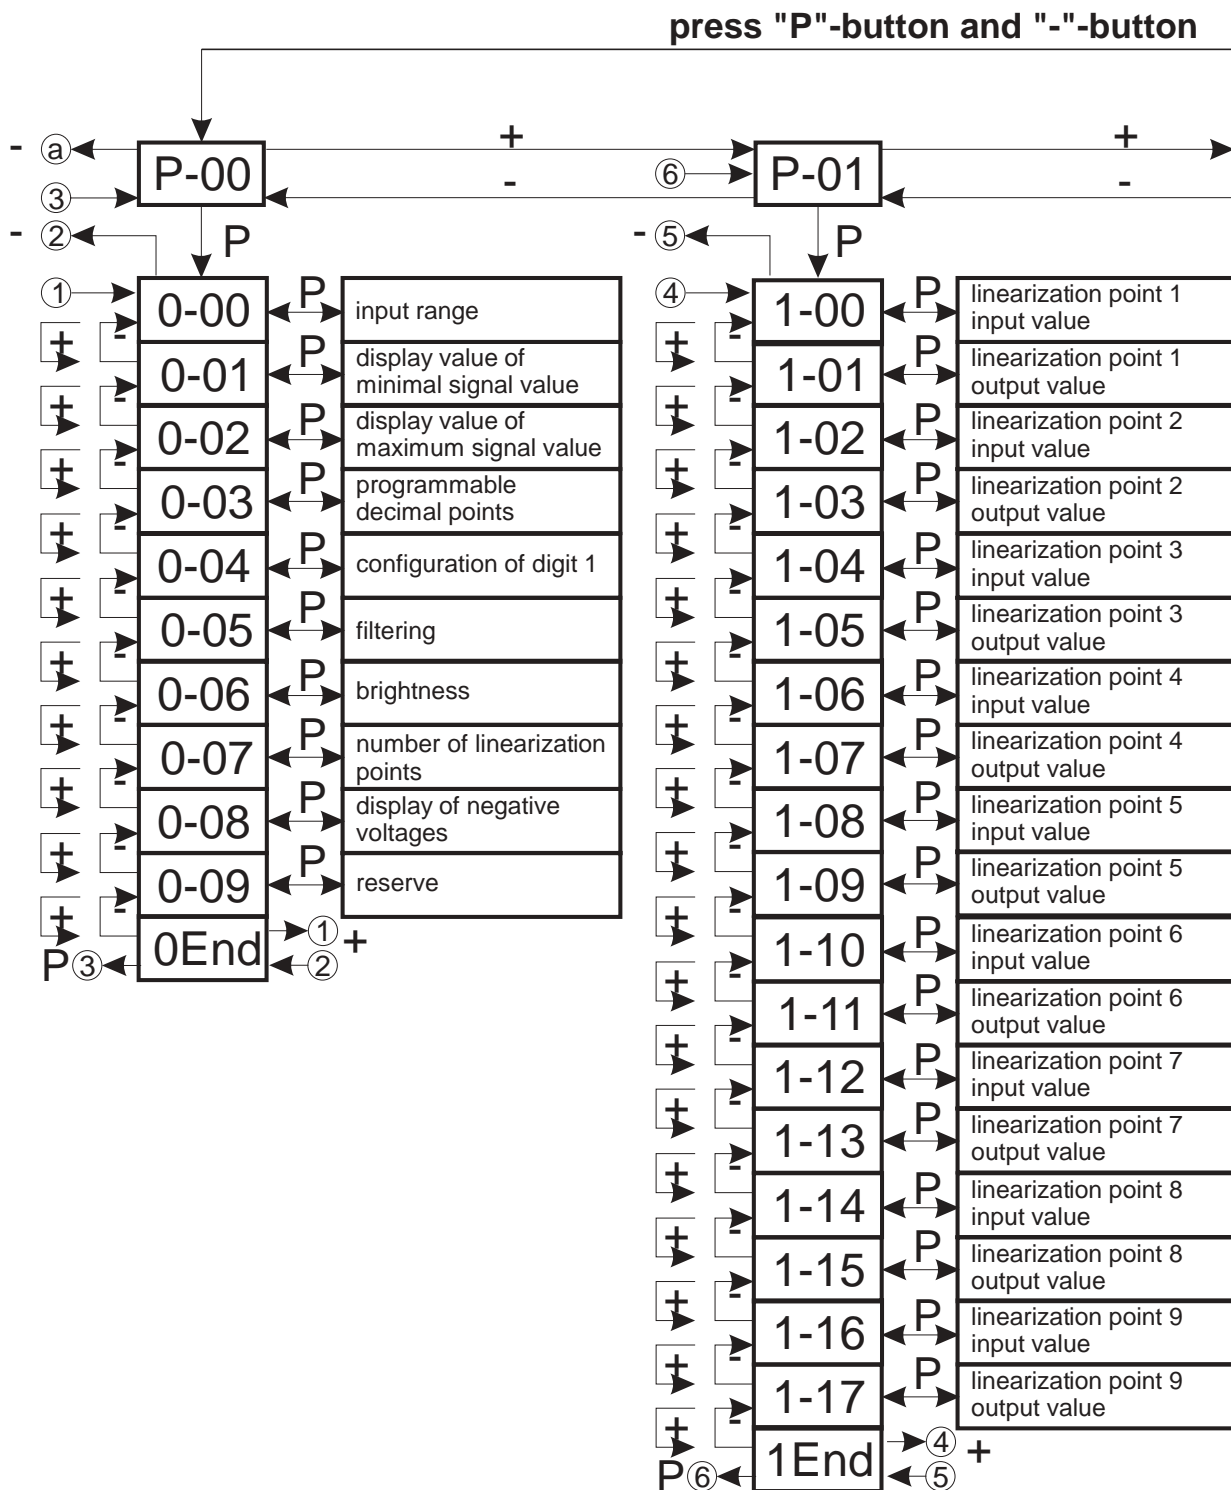 press "P"-button and "-"-button
- a + +
P-00 6 P-01
3 - -
- 2 P - 5 P
1 0-00 P input range
+ -
0-01 P display value of
minimal signal value
+ -
0-02 P display value of
maximum signal value
+ -
0-03 P programmable
decimal points
+ -
0-04 P configuration of digit 1
+ -
0-05 P filtering
+ -
0-06 P brightness
+ -
0-07 P number of linearization
points
+ -
0-08 P display of negative
voltages
+ -
0-09 P reserve
+ -
0End 1 +
P 3 2
4 1-00 P linearization point 1
input value
+ -
1-01 P linearization point 1
output value
+ -
1-02 P linearization point 2
input value
+ -
1-03 P linearization point 2
output value
+ -
1-04 P linearization point 3
input value
+ -
1-05 P linearization point 3
output value
+ -
1-06 P linearization point 4
input value
+ -
1-07 P linearization point 4
output value
+ -
1-08 P linearization point 5
input value
+ -
1-09 P linearization point 5
output value
+ -
1-10 P linearization point 6
input value
+ -
1-11 P linearization point 6
output value
+ -
1-12 P linearization point 7
input value
+ -
1-13 P linearization point 7
output value
+ -
1-14 P linearization point 8
input value
+ -
1-15 P linearization point 8
output value
+ -
1-16 P linearization point 9
input value
+ -
1-17 P linearization point 9
output value
+ -
1End 4 +
P 6 5